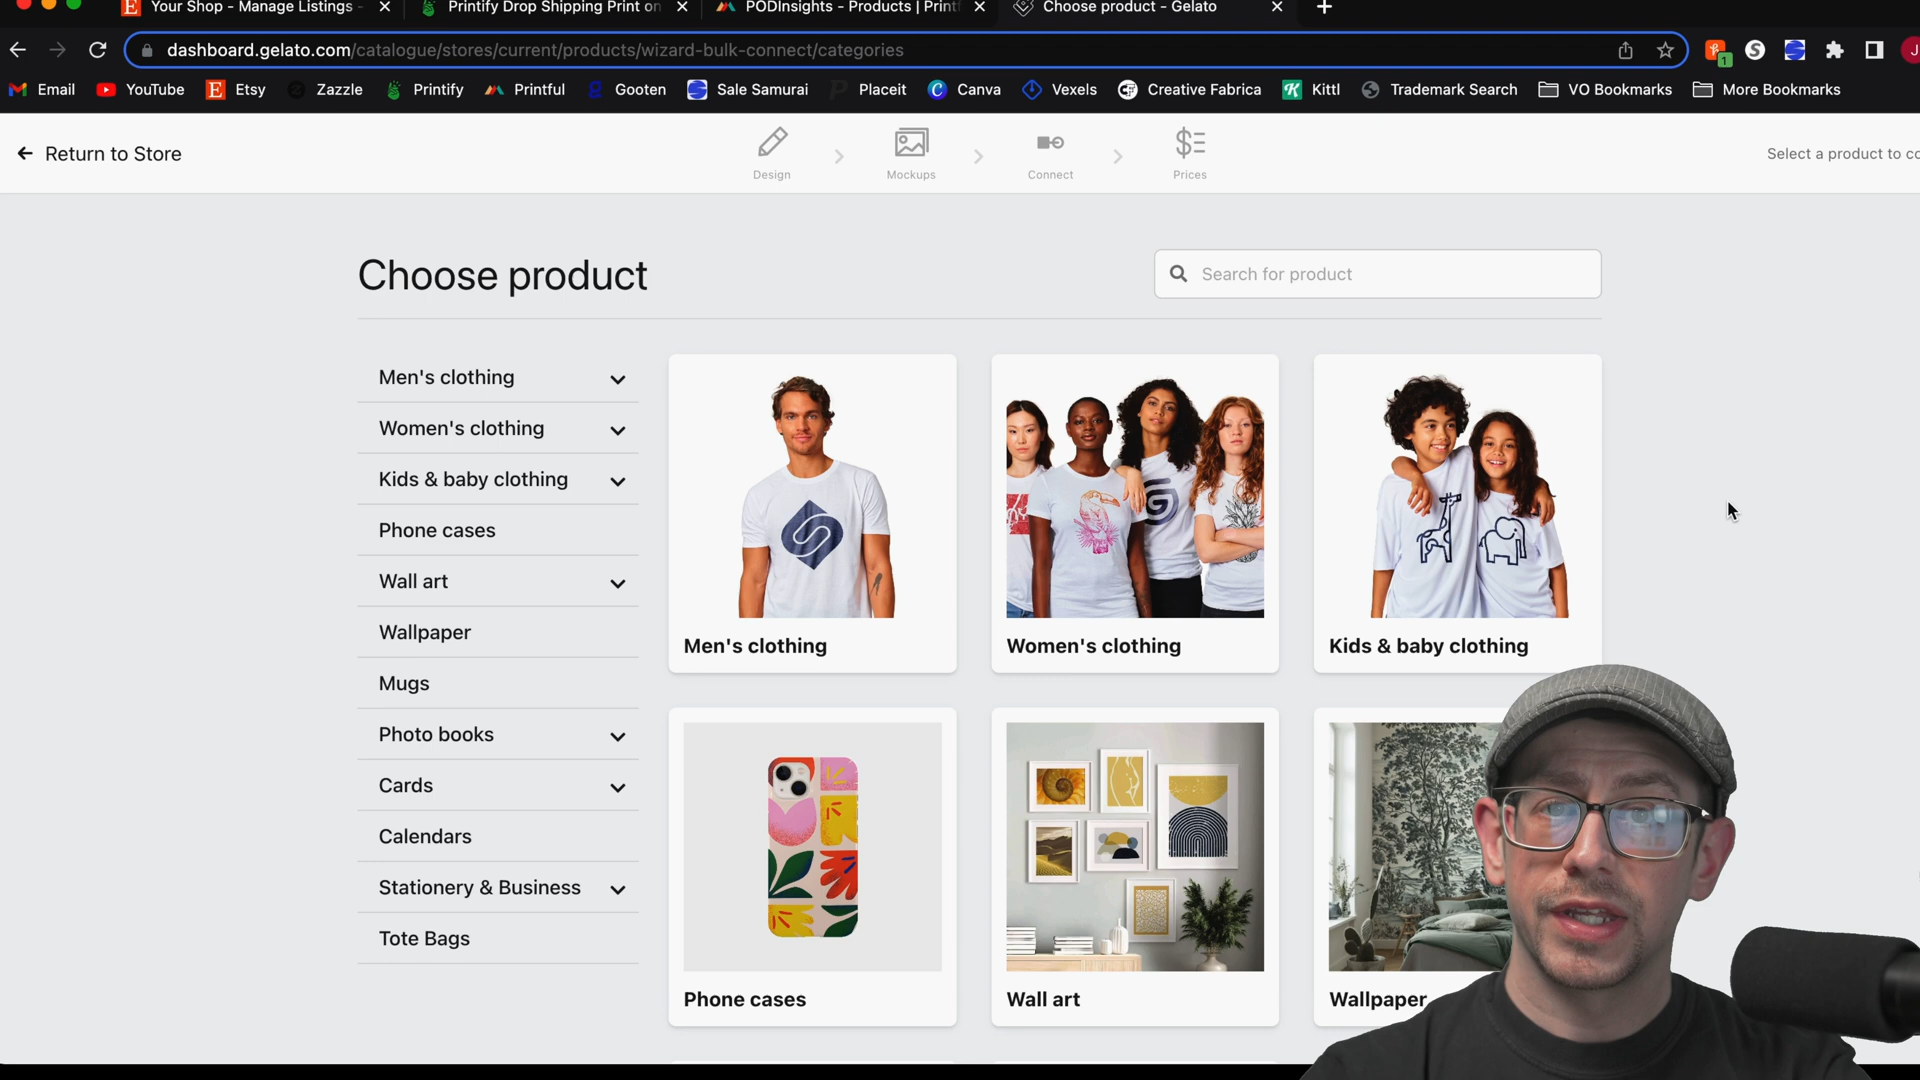 Your Shop - Manage Listings -
Printify Drop Shipping Print on
PODInsights - Products | Printf
Choose product - Gelato
dashboard.gelato.com/catalogue/stores/current/products/wizard-bulk-connect/categories
Email YouTube Etsy Zazzle Printify Printful Gooten Sale Samurai Placeit Canva Vexels Creative Fabrica Kittl Trademark Search VO Bookmarks More Bookmarks
Return to Store
Design
Mockups
Connect
Prices
Select a product to co
Choose product
Search for product
Men's clothing
Women's clothing
Kids & baby clothing
Phone cases
Wall art
Wallpaper
Mugs
Photo books
Cards
Calendars
Stationery & Business
Tote Bags
Men's clothing
Women's clothing
Kids & baby clothing
Phone cases
Wall art
Wallpaper